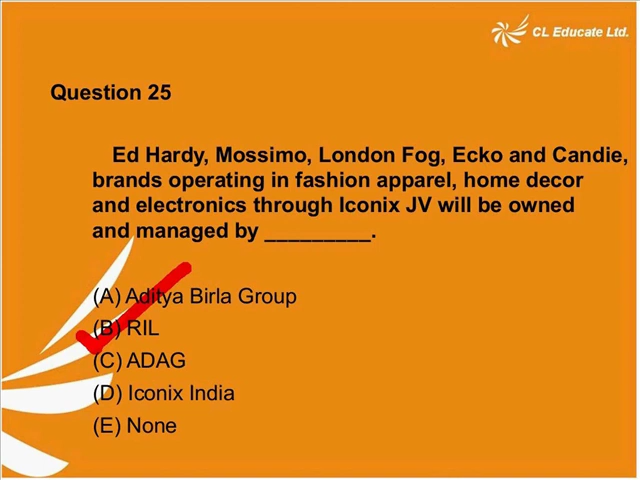 CL Educate Ltd.
Question 25
Ed Hardy, Mossimo, London Fog, Ecko and Candie,
brands operating in fashion apparel, home decor
and electronics through Iconix JV will be owned
and managed by _________.
(A) Aditya Birla Group
(B) RIL
(C) ADAG
(D) Iconix India
(E) None